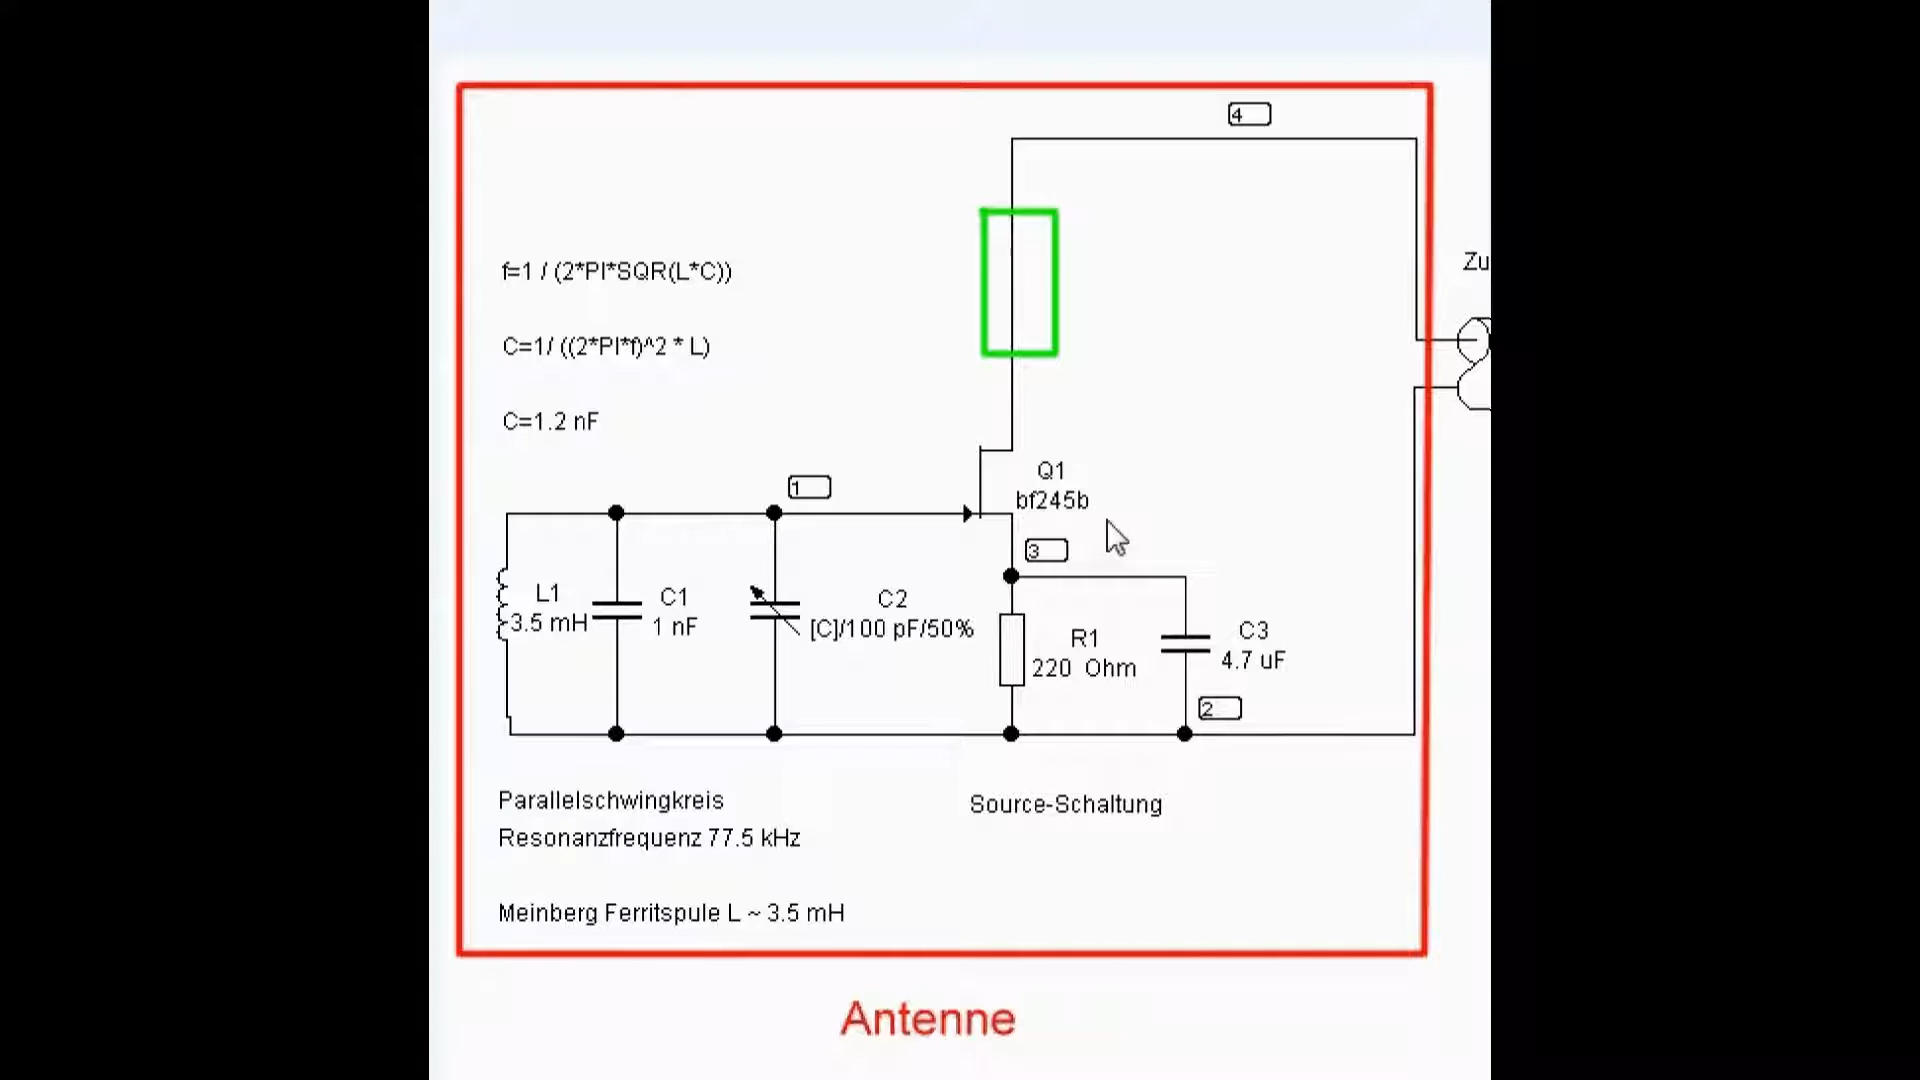 4
Zu
f=1 / (2*PI*SQR(L*C))
C=1/ ((2*PI*f)^2 * L)
C=1.2 nF
1
Q1
bf245b
3
L1
3.5 mH
C1
1 nF
C2
[C]/100 pF/50%
R1
220 Ohm
C3
4.7 uF
2
Parallelschwingkreis
Resonanzfrequenz 77.5 kHz
Source-Schaltung
Meinberg Ferritspule L ~ 3.5 mH
Antenne